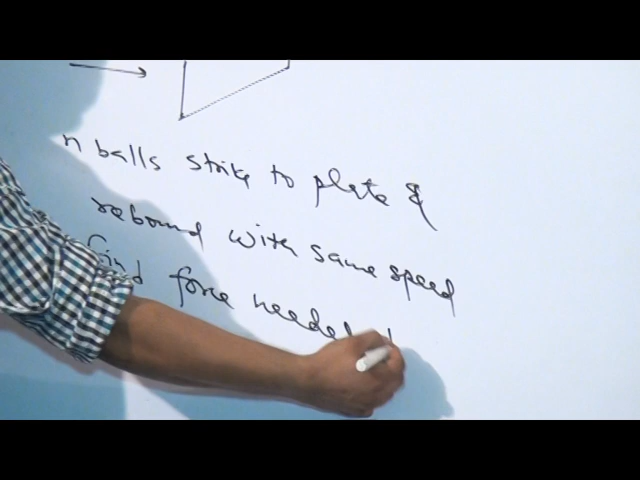 n balls strike to plate &
rebound with same speed
find force needed